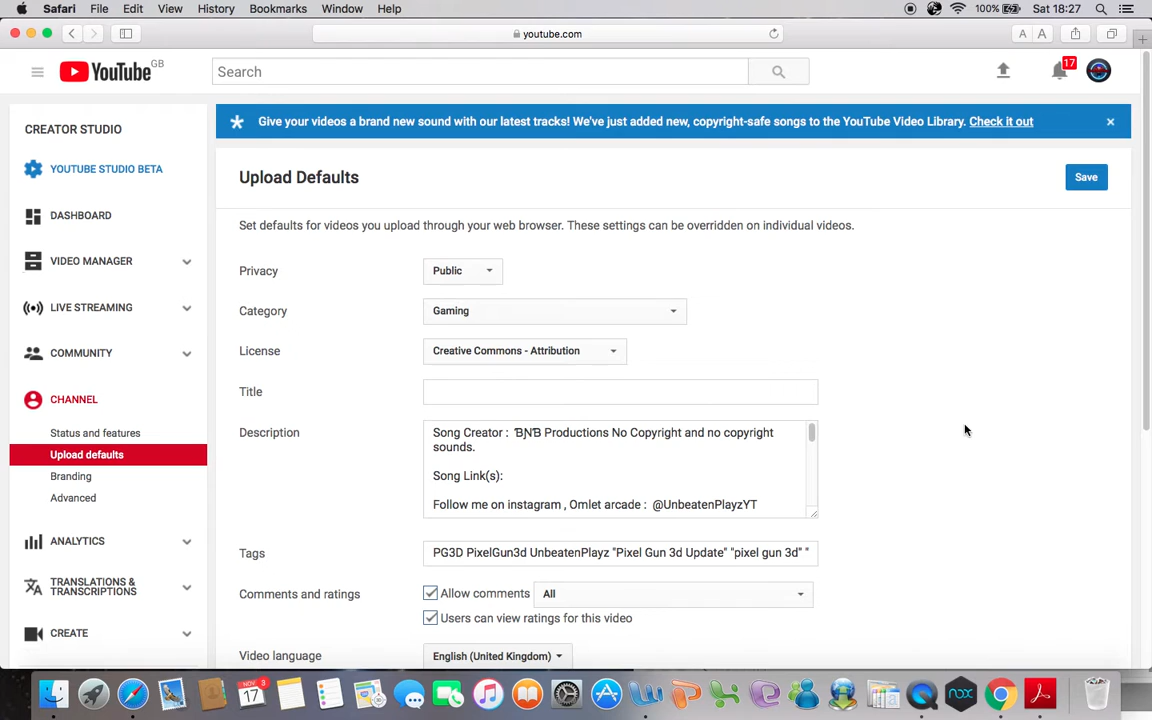 Safari File Edit View History Bookmarks Window Help 100% Sat 18:27
youtube.com A A
YouTube GB Search 17
CREATOR STUDIO
YOUTUBE STUDIO BETA
DASHBOARD
VIDEO MANAGER
LIVE STREAMING
COMMUNITY
CHANNEL
Status and features
Upload defaults
Branding
Advanced
ANALYTICS
TRANSLATIONS &
TRANSCRIPTIONS
CREATE
Give your videos a brand new sound with our latest tracks! We've just added new, copyright-safe songs to the YouTube Video Library. Check it out ×
Upload Defaults Save
Set defaults for videos you upload through your web browser. These settings can be overridden on individual videos.
Privacy Public
Category Gaming
License Creative Commons - Attribution
Title
Description Song Creator : Productions No Copyright and no copyright
sounds.
Song Link(s):
Follow me on instagram , Omlet arcade : @UnbeatenPlayzYT
Tags PG3D PixelGun3d UnbeatenPlayz "Pixel Gun 3d Update" "pixel gun 3d" "
Comments and ratings Allow comments All
Users can view ratings for this video
Video language English (United Kingdom)
NOV 17
nox